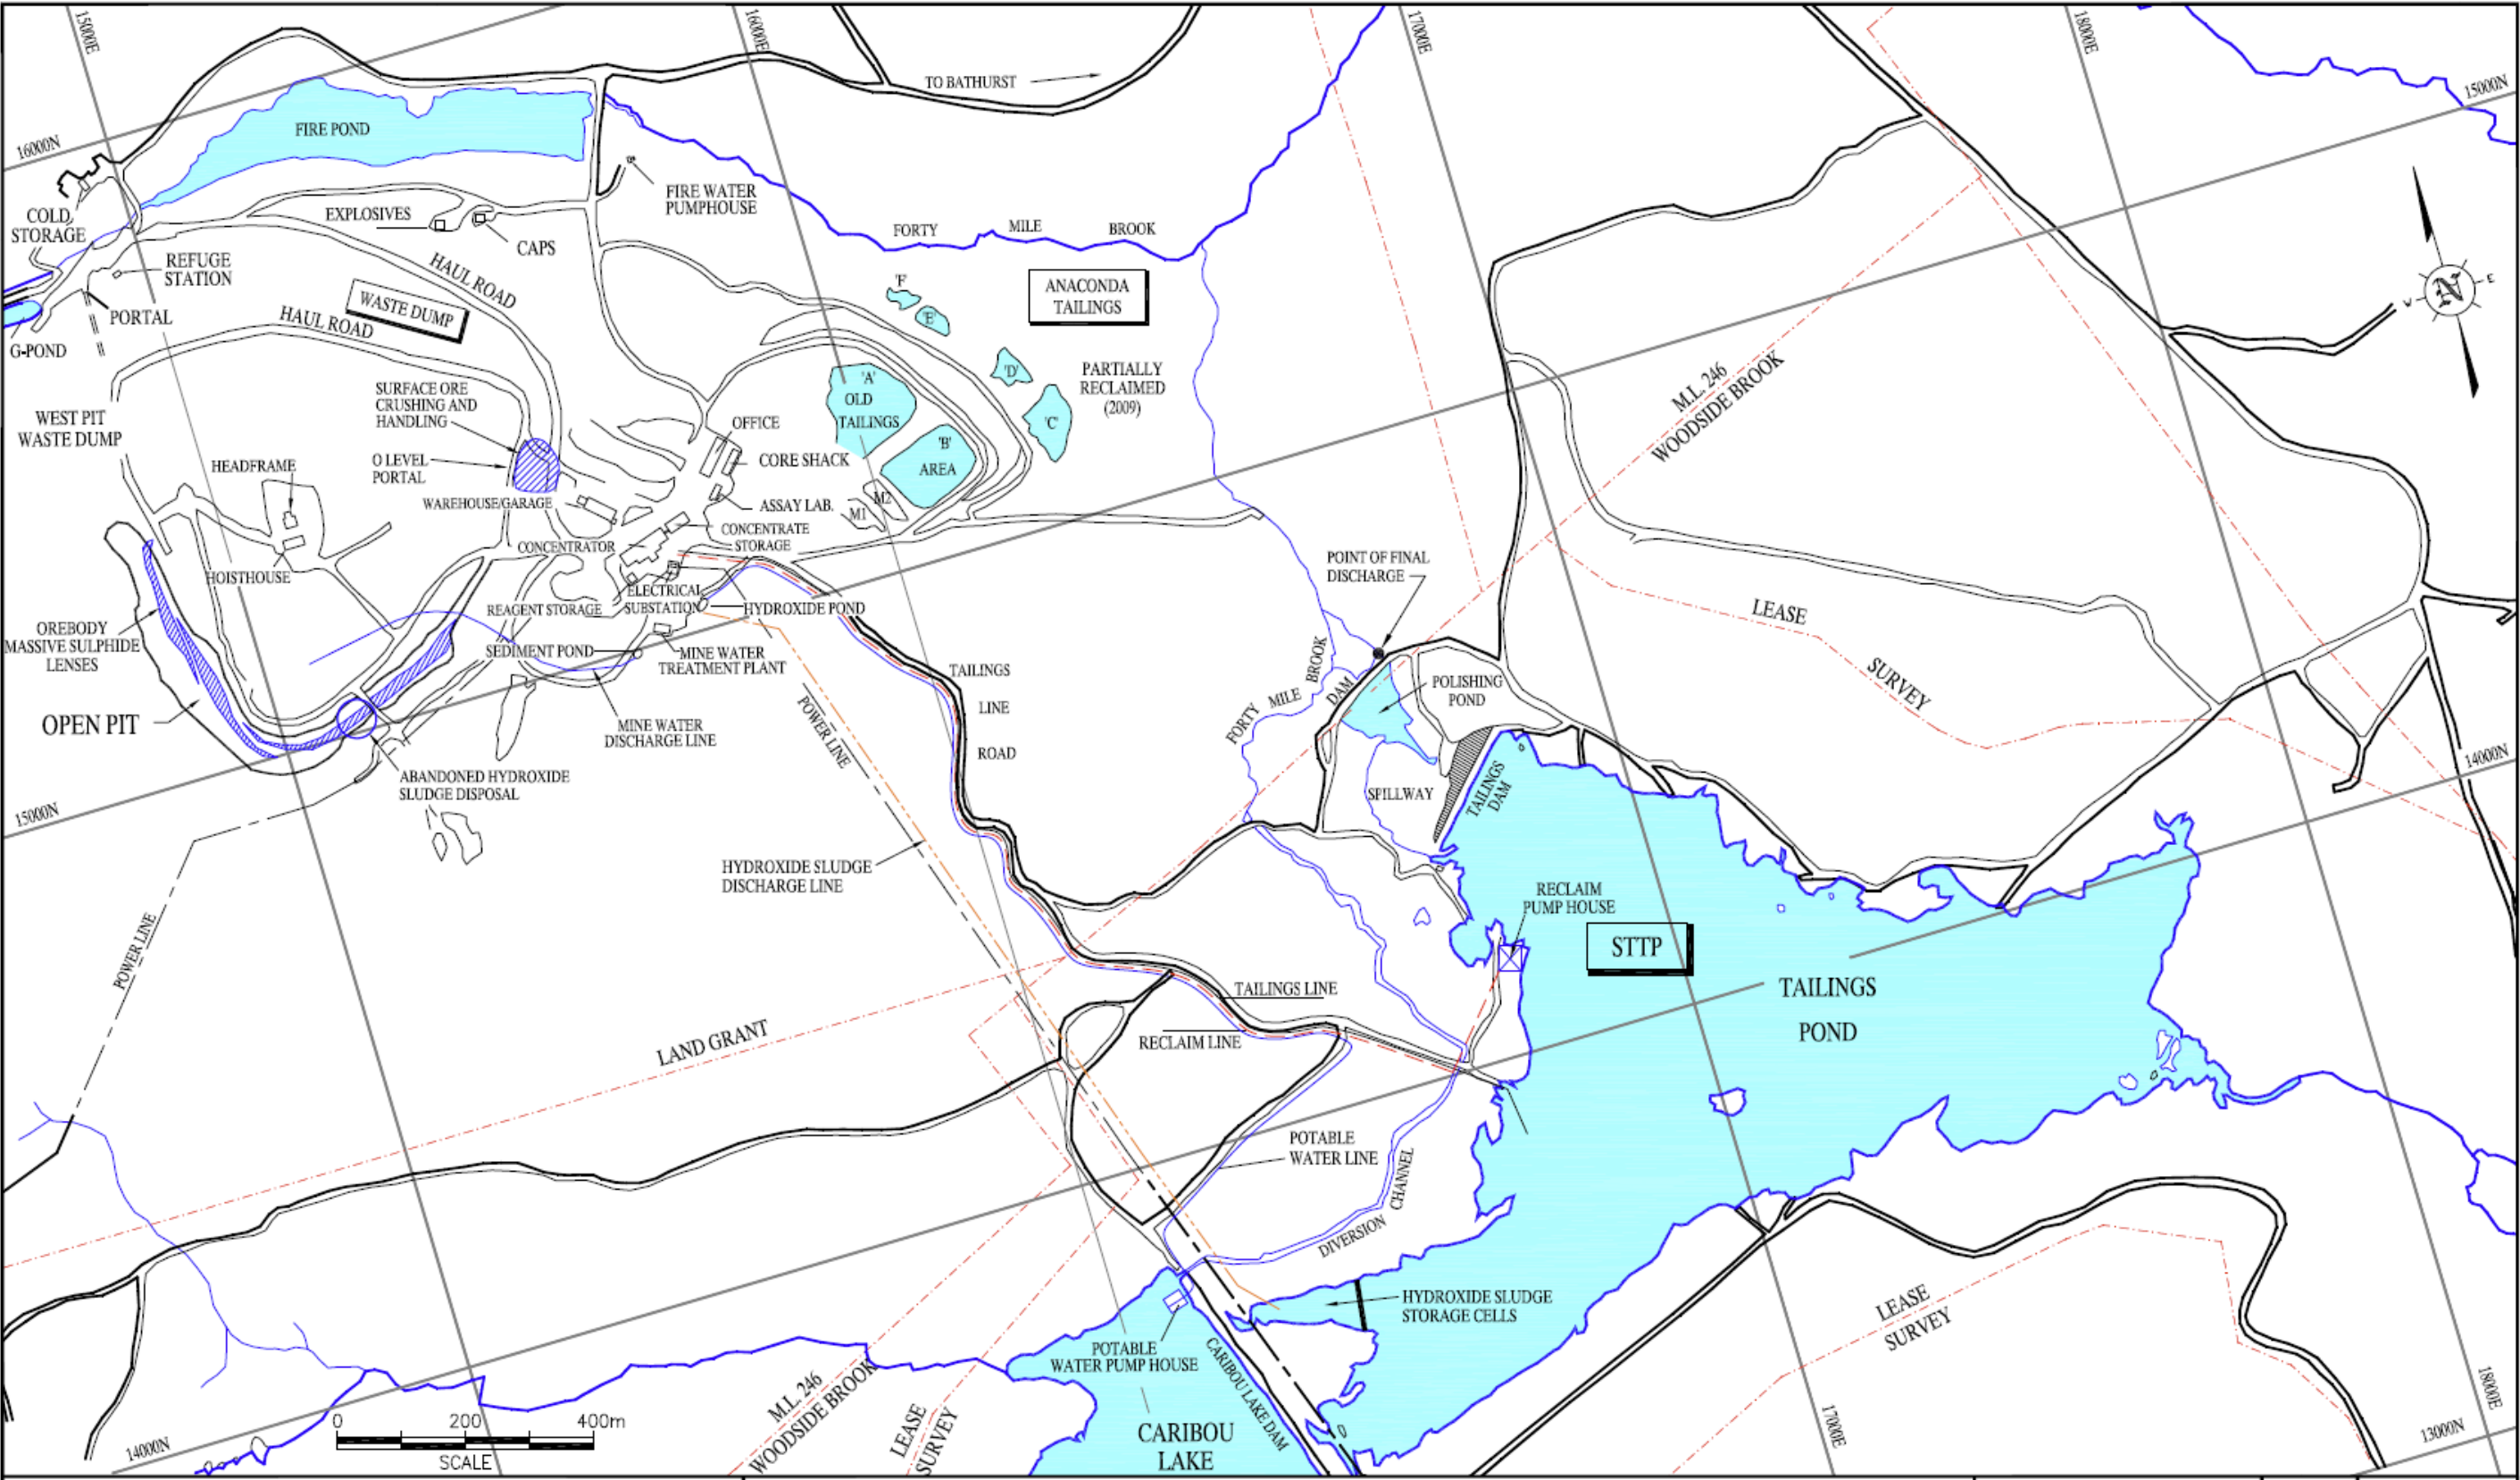 15000E
16000E
17000E
18000E
TO BATHURST
15000N
FIRE POND
16000N
FIRE WATER
PUMPHOUSE
COLD
STORAGE
EXPLOSIVES
CAPS
FORTY MILE BROOK
REFUGE
STATION
HAUL ROAD
WASTE DUMP
HAUL ROAD
PORTAL
G-POND
'F'
'E'
ANACONDA
TAILINGS
N
E
W
'D'
'C'
PARTIALLY
RECLAIMED
(2009)
'A'
OLD
TAILINGS
'B'
AREA
M.L. 246
WOODSIDE BROOK
SURFACE ORE
CRUSHING AND
HANDLING
WEST PIT
WASTE DUMP
OFFICE
CORE SHACK
HEADFRAME
O LEVEL
PORTAL
WAREHOUSE/GARAGE
ASSAY LAB.
M1
M2
CONCENTRATE
STORAGE
CONCENTRATOR
HOISTHOUSE
ELECTRICAL
SUBSTATION
REAGENT STORAGE
HYDROXIDE POND
POINT OF FINAL
DISCHARGE
LEASE
SURVEY
OREBODY
MASSIVE SULPHIDE
LENSES
SEDIMENT POND
MINE WATER
TREATMENT PLANT
TAILINGS
LINE
ROAD
FORTY MILE BROOK
DAM
POLISHING
POND
OPEN PIT
MINE WATER
DISCHARGE LINE
POWER LINE
ABANDONED HYDROXIDE
SLUDGE DISPOSAL
SPILLWAY
TAILINGS
DAM
14000N
15000N
HYDROXIDE SLUDGE
DISCHARGE LINE
RECLAIM
PUMP HOUSE
STTP
POWER LINE
TAILINGS
POND
TAILINGS LINE
LAND GRANT
RECLAIM LINE
POTABLE
WATER LINE
DIVERSION CHANNEL
HYDROXIDE SLUDGE
STORAGE CELLS
LEASE
SURVEY
POTABLE
WATER PUMP HOUSE
CARIBOU LAKE DAM
M.L. 246
WOODSIDE BROOK
LEASE
SURVEY
CARIBOU
LAKE
0 200 400m
SCALE
14000N
17000E
18000E
13000N